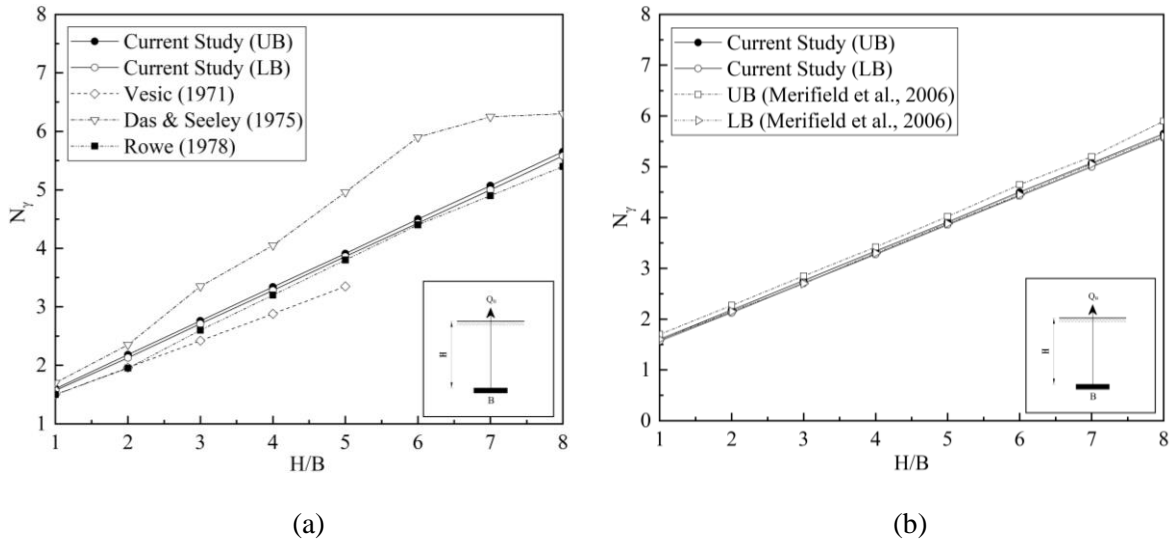 8
7
6
5
4
3
2
1
Nγ
Current Study (UB)
Current Study (LB)
Vesic (1971)
Das & Seeley (1975)
Rowe (1978)
Qu
H
B
1 2 3 4 5 6 7 8
H/B
(a)
8
7
6
5
4
3
2
1
0
Nγ
Current Study (UB)
Current Study (LB)
UB (Merifield et al., 2006)
LB (Merifield et al., 2006)
Qu
H
B
1 2 3 4 5 6 7 8
H/B
(b)